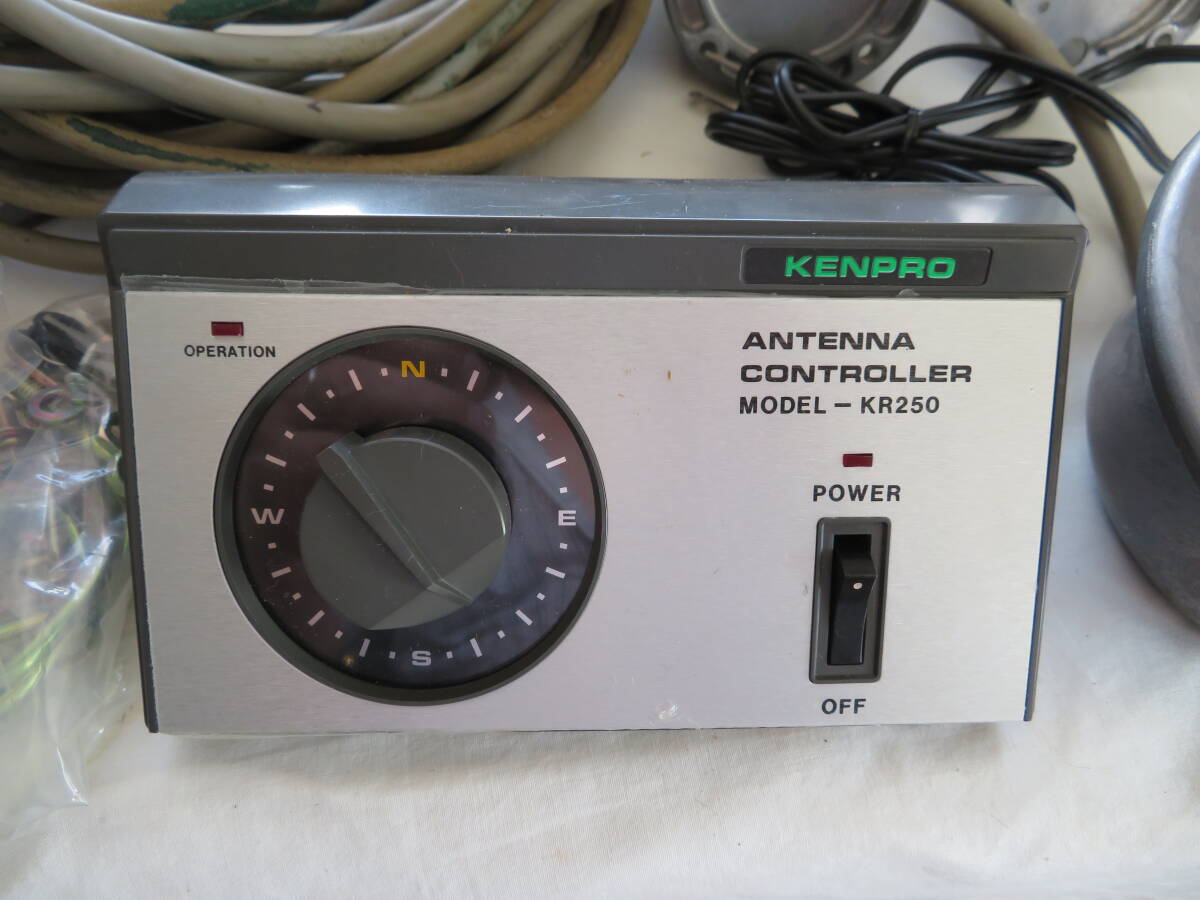 KENPRO
OPERATION
ANTENNA
CONTROLLER
MODEL - KR250
N
W
E
S
POWER
OFF